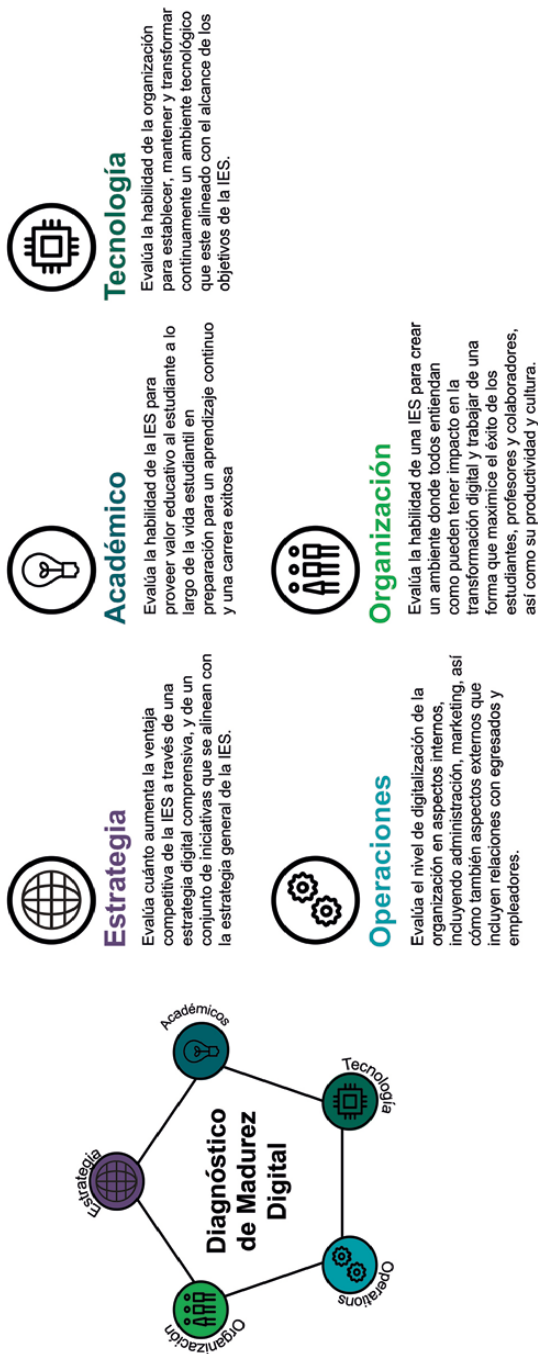 Estrategia
Académicos
Tecnología
Operations
Organización
Diagnóstico
de Madurez
Digital
Estrategia
Evalúa cuánto aumenta la ventaja
competitiva de la IES a través de una
estrategia digital comprensiva, y de un
conjunto de iniciativas que se alinean con
la estrategia general de la IES.
Académico
Evalúa la habilidad de la IES para
proveer valor educativo al estudiante a lo
largo de la vida estudiantil en
preparación para un aprendizaje continuo
y una carrera exitosa
Tecnología
Evalúa la habilidad de la organización
para establecer, mantener y transformar
continuamente un ambiente tecnológico
que este alineado con el alcance de los
objetivos de la IES.
Operaciones
Evalúa el nivel de digitalización de la
organización en aspectos internos,
incluyendo administración, marketing, así
cómo también aspectos externos que
incluyen relaciones con egresados y
empleadores.
Organización
Evalúa la habilidad de una IES para crear
un ambiente donde todos entiendan
como pueden tener impacto en la
transformación digital y trabajar de una
forma que maximice el éxito de los
estudiantes, profesores y colaboradores,
así como su productividad y cultura.